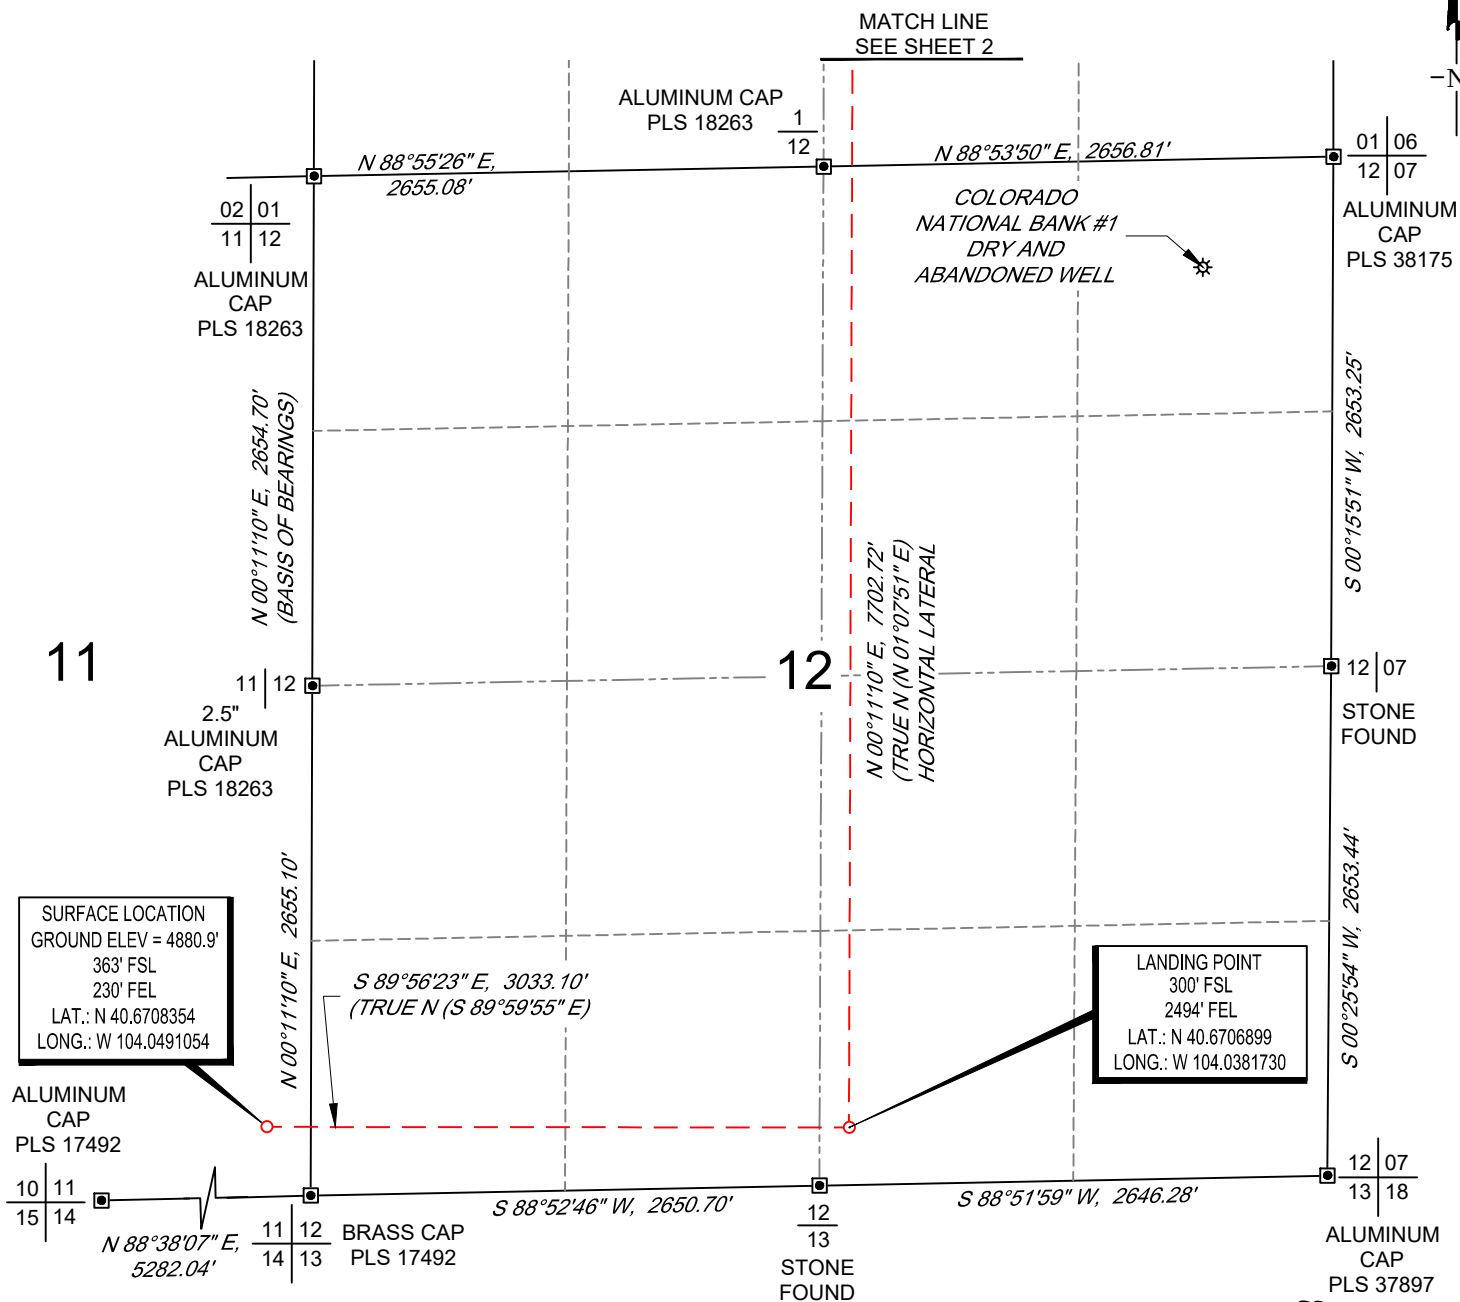 MATCH LINE
SEE SHEET 2
-N
ALUMINUM CAP
PLS 18263
1
12
N 88°55'26" E,
2655.08'
N 88°53'50" E, 2656.81'
01 06
12 07
ALUMINUM
CAP
PLS 38175
02 01
11 12
ALUMINUM
CAP
PLS 18263
COLORADO
NATIONAL BANK #1
DRY AND
ABANDONED WELL
N 00°11'10" E, 2654.70'
(BASIS OF BEARINGS)
S 00°15'51" W, 2653.25'
N 00°11'10" E, 7702.72'
(TRUE N (N 01°07'51" E)
HORIZONTAL LATERAL
11
12
11 12
2.5"
ALUMINUM
CAP
PLS 18263
12 07
STONE
FOUND
N 00°11'10" E, 2655.10'
S 00°25'54" W, 2653.44'
SURFACE LOCATION
GROUND ELEV = 4880.9'
363' FSL
230' FEL
LAT.: N 40.6708354
LONG.: W 104.0491054
S 89°56'23" E, 3033.10'
(TRUE N (S 89°59'55" E)
LANDING POINT
300' FSL
2494' FEL
LAT.: N 40.6706899
LONG.: W 104.0381730
ALUMINUM
CAP
PLS 17492
10 11
15 14
N 88°38'07" E,
5282.04'
11 12
14 13
BRASS CAP
PLS 17492
S 88°52'46" W, 2650.70'
12
13
STONE
FOUND
S 88°51'59" W, 2646.28'
12 07
13 18
ALUMINUM
CAP
PLS 37897